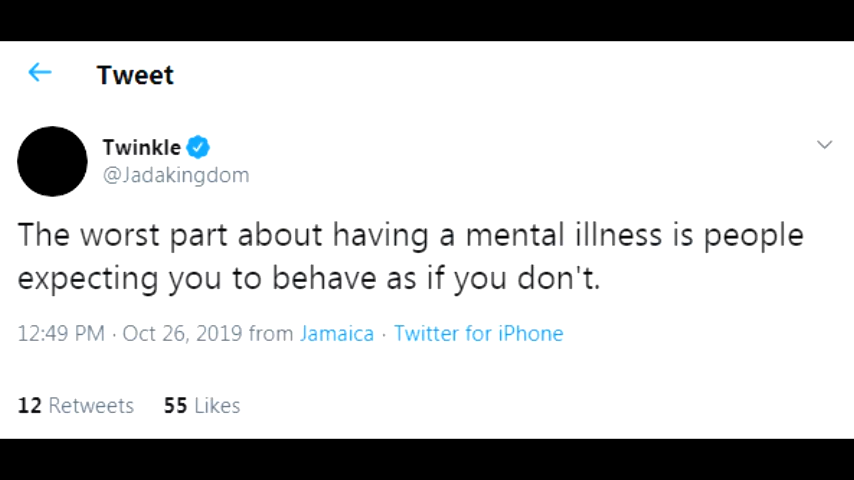 Tweet
Twinkle
@Jadakingdom
The worst part about having a mental illness is people
expecting you to behave as if you don't.
12:49 PM · Oct 26, 2019 from Jamaica · Twitter for iPhone
12 Retweets 55 Likes